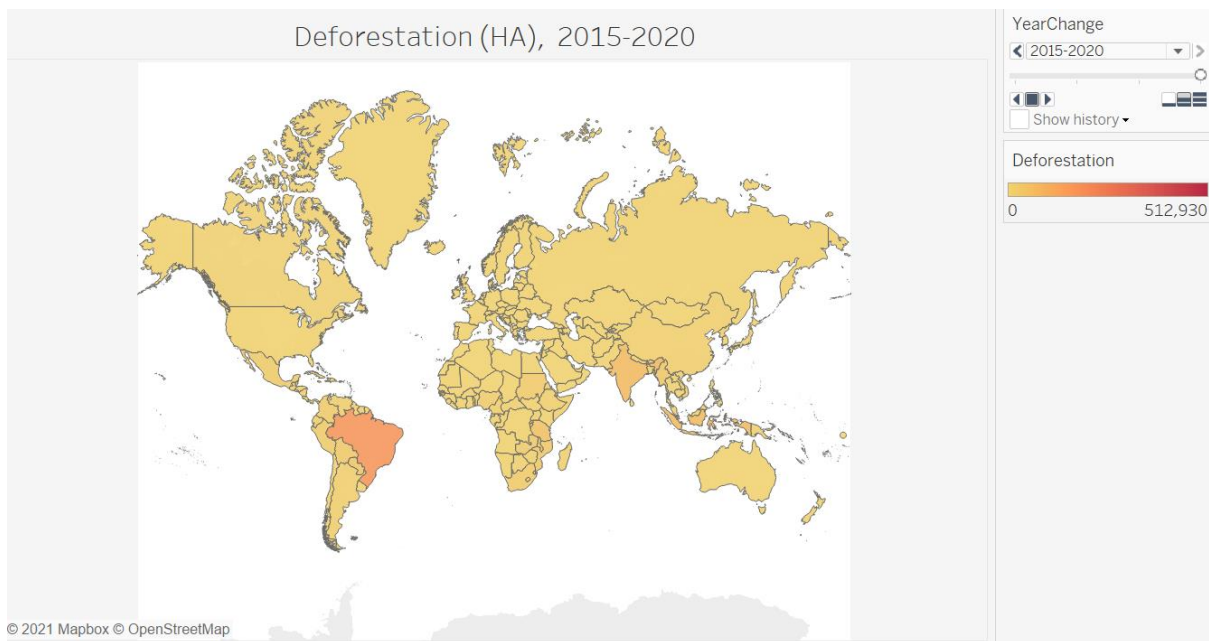 Deforestation (HA), 2015-2020
YearChange
2015-2020
Show history
Deforestation
0 512,930
© 2021 Mapbox © OpenStreetMap